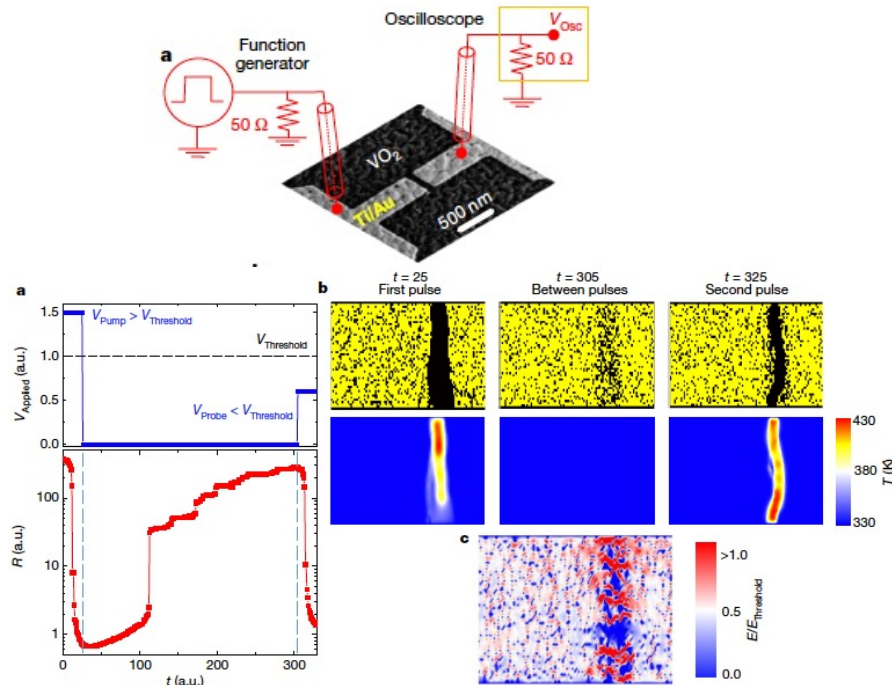 Oscilloscope
V_Osc
a
Function
generator
50 Ω
50 Ω
VO₂
Ti/Au
500 nm
a
V_Applied (a.u.)
1.5
1.0
0.5
0.0
V_Pump > V_Threshold
V_Threshold
V_Probe < V_Threshold
R (a.u.)
100
10
1
0
100
200
300
t (a.u.)
b
t = 25
First pulse
t = 305
Between pulses
t = 325
Second pulse
430
380
330
T (K)
c
>1.0
0.5
0.0
E/E_Threshold